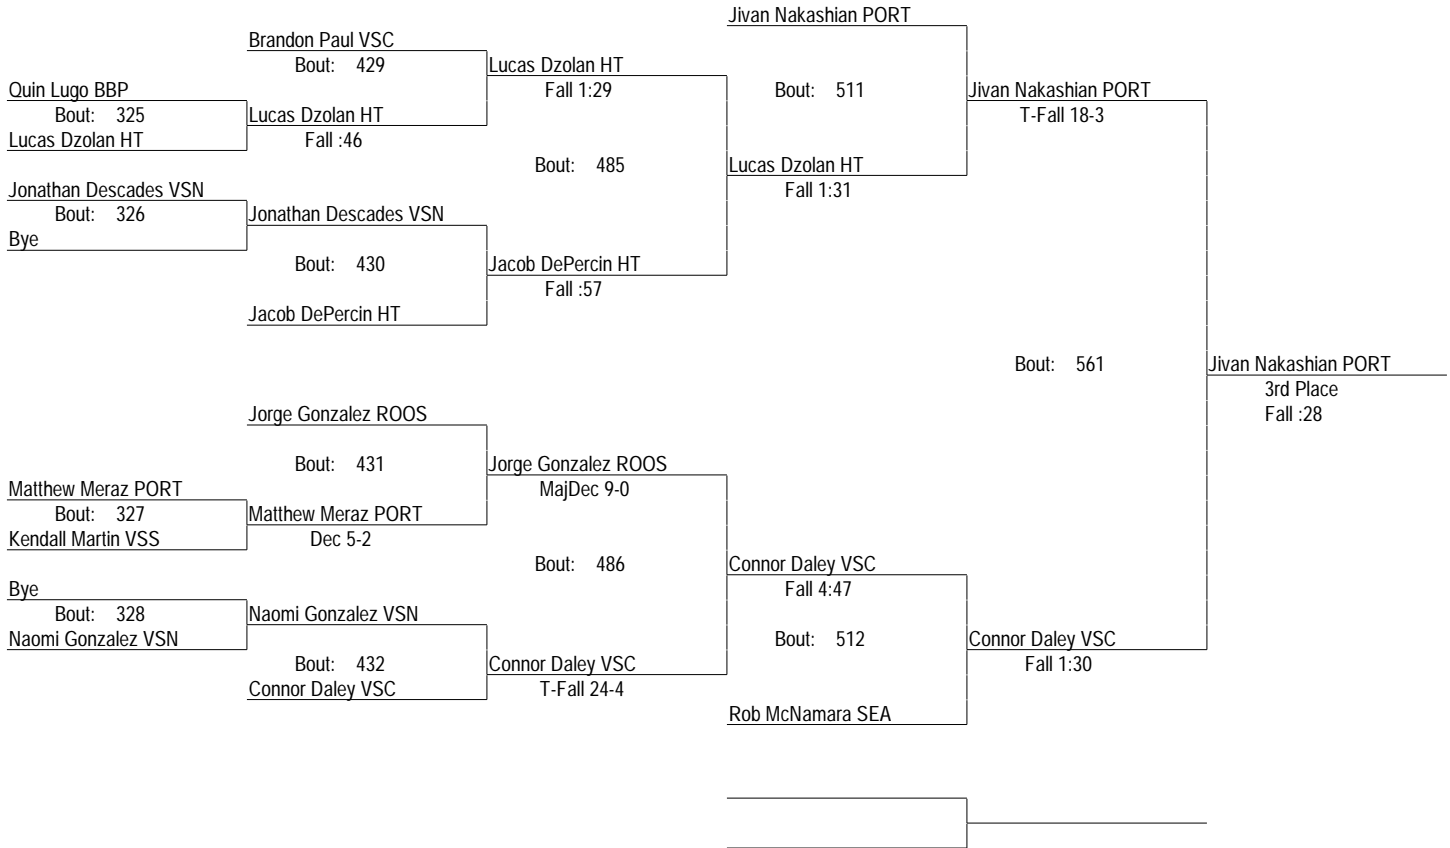 Jivan Nakashian PORT
Brandon Paul VSC
Bout: 429
Lucas Dzolan HT
Quin Lugo BBP
Fall 1:29
Bout: 511
Jivan Nakashian PORT
Bout: 325
Lucas Dzolan HT
T-Fall 18-3
Lucas Dzolan HT
Fall :46
Bout: 485
Lucas Dzolan HT
Jonathan Descades VSN
Fall 1:31
Bout: 326
Jonathan Descades VSN
Bye
Bout: 430
Jacob DePercin HT
Fall :57
Jacob DePercin HT
Bout: 561
Jivan Nakashian PORT
3rd Place
Fall :28
Jorge Gonzalez ROOS
Bout: 431
Jorge Gonzalez ROOS
Matthew Meraz PORT
MajDec 9-0
Bout: 327
Matthew Meraz PORT
Kendall Martin VSS
Dec 5-2
Bout: 486
Connor Daley VSC
Bye
Fall 4:47
Bout: 328
Naomi Gonzalez VSN
Naomi Gonzalez VSN
Bout: 512
Connor Daley VSC
Bout: 432
Connor Daley VSC
Fall 1:30
Connor Daley VSC
T-Fall 24-4
Rob McNamara SEA